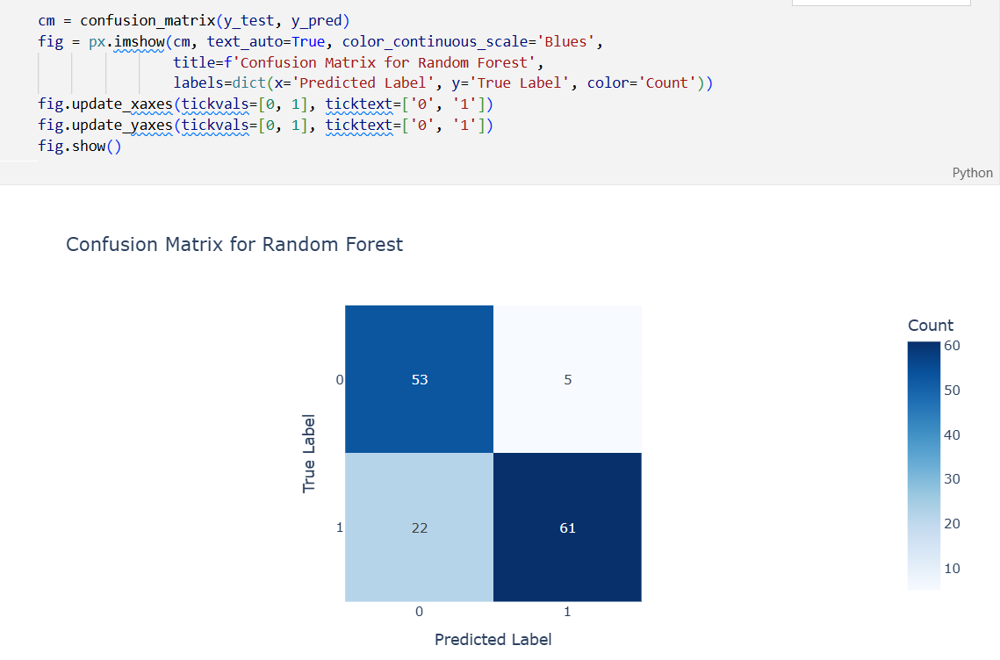 cm = confusion_matrix(y_test, y_pred)
fig = px.imshow(cm, text_auto=True, color_continuous_scale='Blues',
title=f'Confusion Matrix for Random Forest',
labels=dict(x='Predicted Label', y='True Label', color='Count'))
fig.update_xaxes(tickvals=[0, 1], ticktext=['0', '1'])
fig.update_yaxes(tickvals=[0, 1], ticktext=['0', '1'])
fig.show()
Python
Confusion Matrix for Random Forest
Count
60
50
40
30
20
10
True Label
0
53
5
1
22
61
0
1
Predicted Label